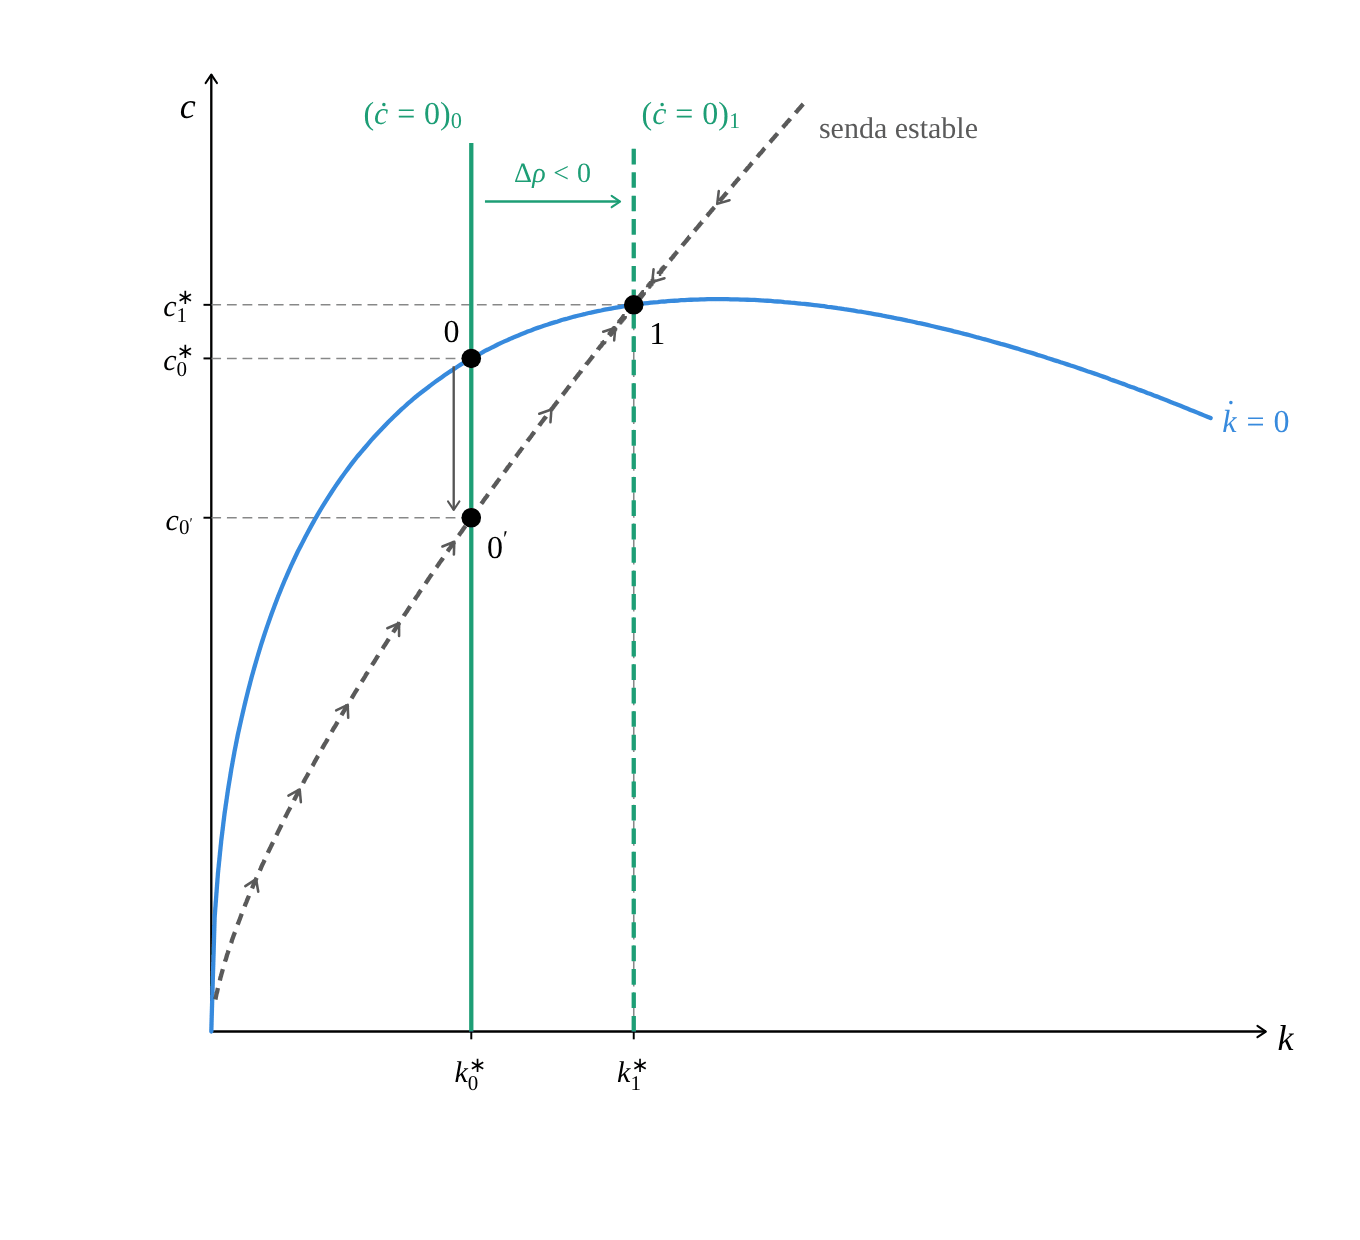 c
(ċ = 0)₀
(ċ = 0)₁
senda estable
Δρ < 0
c₁*
0
1
c₀*
k̇ = 0
c₀′
0′
k
k₀*
k₁*